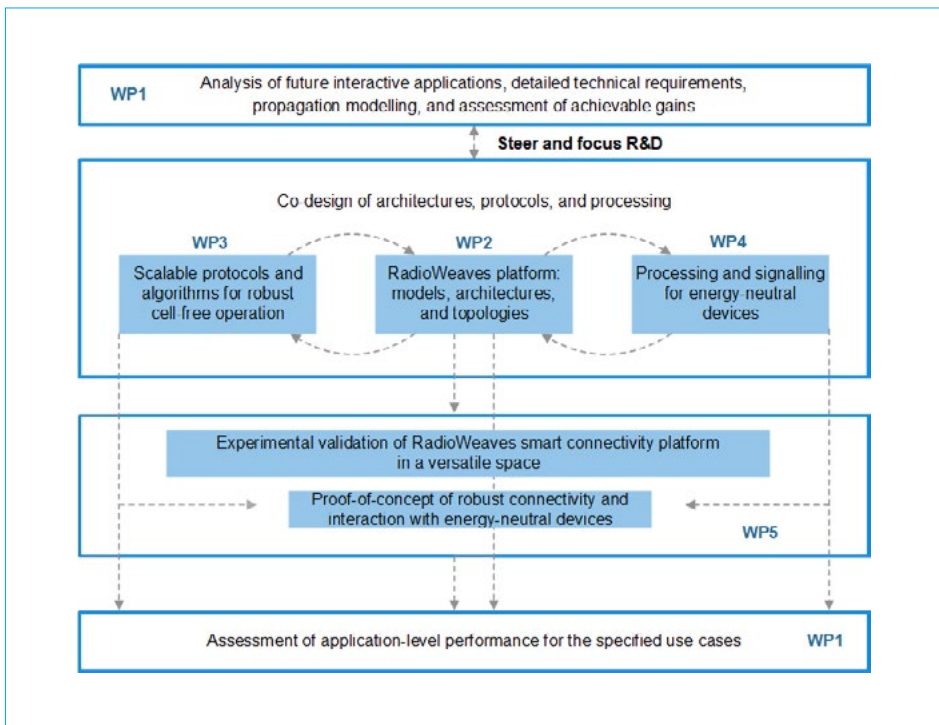 WP1
Analysis of future interactive applications, detailed technical requirements,
propagation modelling, and assessment of achievable gains
Steer and focus R&D
Co-design of architectures, protocols, and processing
WP3
Scalable protocols and
algorithms for robust
cell-free operation
WP2
RadioWeaves platform:
models, architectures,
and topologies
WP4
Processing and signalling
for energy-neutral
devices
Experimental validation of RadioWeaves smart connectivity platform
in a versatile space
Proof-of-concept of robust connectivity and
interaction with energy-neutral devices
WP5
Assessment of application-level performance for the specified use cases
WP1